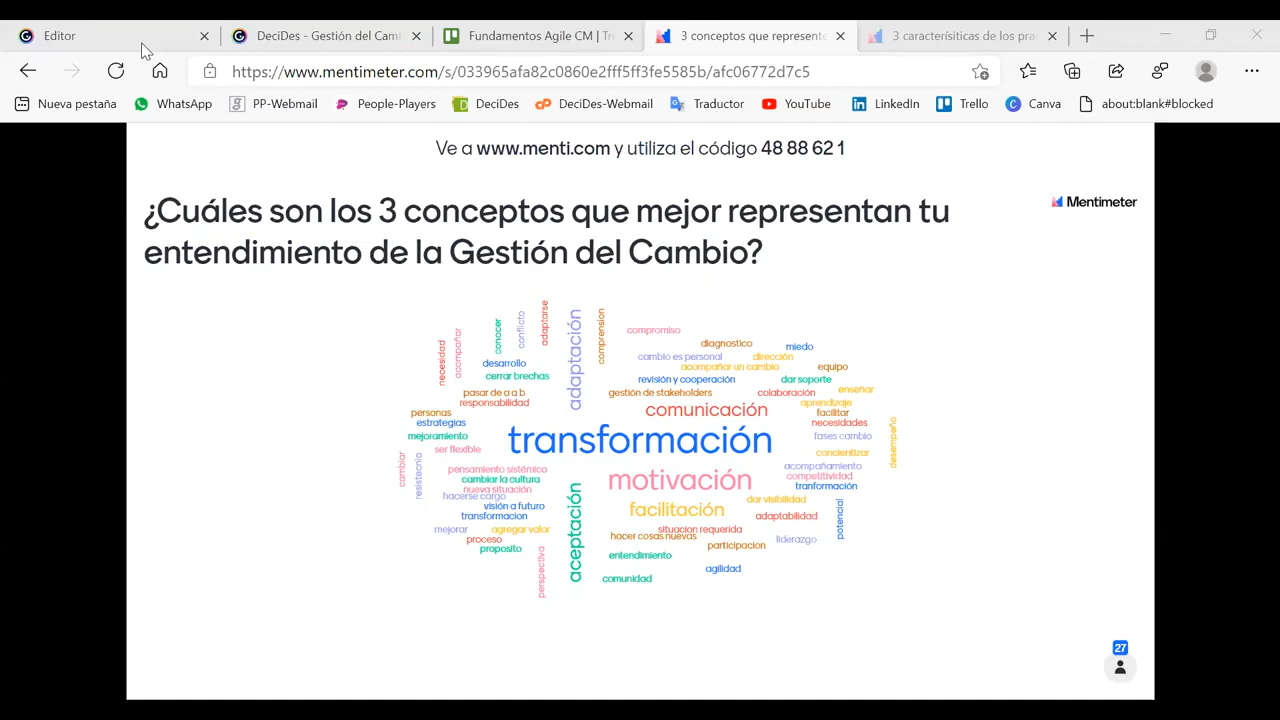 Editor
DeciDes - Gestión del Cambi
Fundamentos Agile CM | Tre
3 conceptos que represente
3 caracterísiticas de los prac
https://www.mentimeter.com/s/033965afa82c0860e2fff5ff3fe5585b/afc06772d7c5
Nueva pestaña
WhatsApp
PP-Webmail
People-Players
DeciDes
DeciDes-Webmail
Traductor
YouTube
LinkedIn
Trello
Canva
about:blank#blocked
Ve a www.menti.com y utiliza el código 48 88 62 1
¿Cuáles son los 3 conceptos que mejor representan tu
entendimiento de la Gestión del Cambio?
Mentimeter
necesidad
acompañar
conocer
conflicto
adaptarse
adaptación
comprension
compromiso
diagnostico
miedo
cambio es personal
dirección
desarrollo
acompañar un cambio
equipo
cerrar brechas
revisión y cooperación
dar soporte
pasar de a a b
gestión de stakeholders
colaboración
enseñar
responsabilidad
aprendizaje
personas
comunicación
facilitar
estrategias
necesidades
mejoramiento
transformación
fases cambio
desempeño
ser flexible
concientizar
cambiar
resistecnia
pensamiento sistémico
acompañamiento
cambiar la cultura
motivación
competitividad
nueva situación
tranformación
hacerse cargo
dar visibilidad
visión a futuro
facilitación
potencial
transformacion
adaptabilidad
mejorar
agregar valor
aceptación
situacion requerida
proceso
hacer cosas nuevas
liderazgo
proposito
participacion
perspectiva
entendimiento
agilidad
comunidad
27